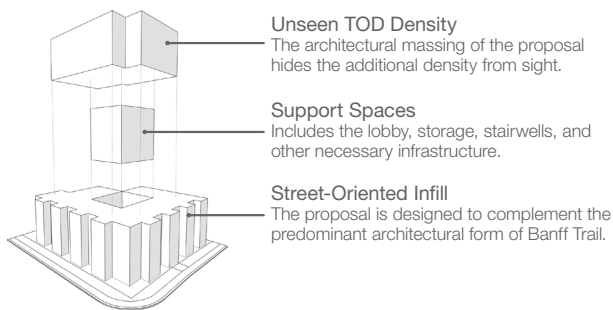 Unseen TOD Density
The architectural massing of the proposal
hides the additional density from sight.
Support Spaces
Includes the lobby, storage, stairwells, and
other necessary infrastructure.
Street-Oriented Infill
The proposal is designed to complement the
predominant architectural form of Banff Trail.